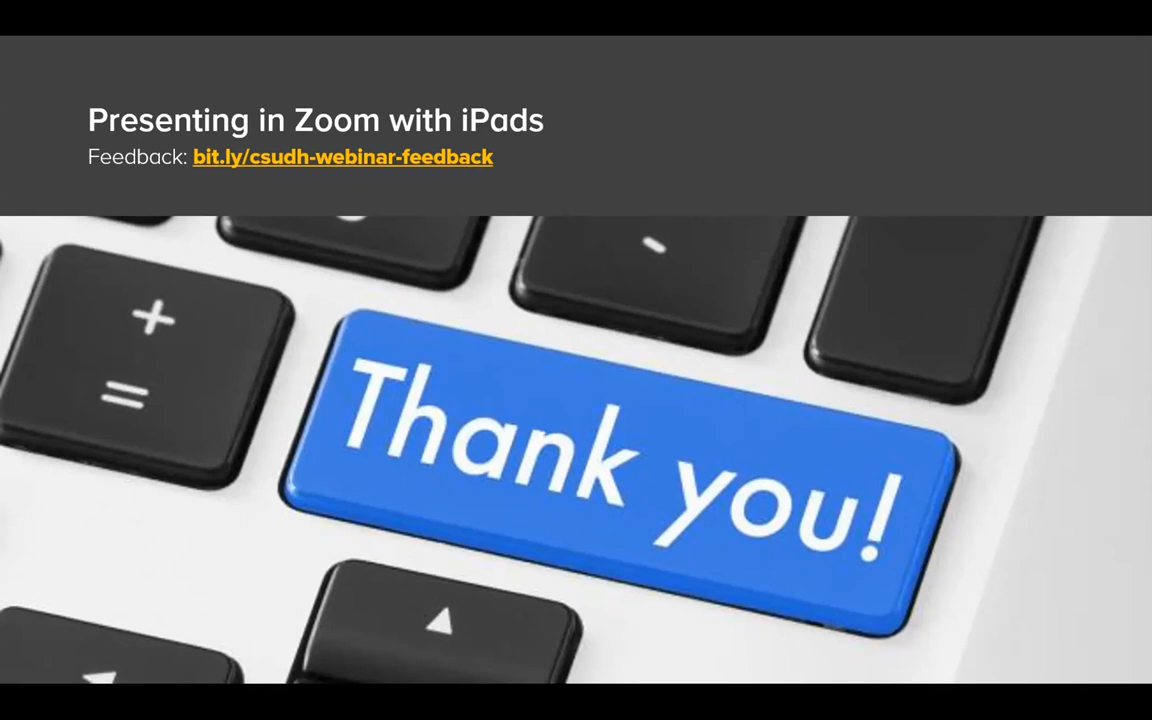 Presenting in Zoom with iPads
Feedback: bit.ly/csudh-webinar-feedback
+
=
Thank you!